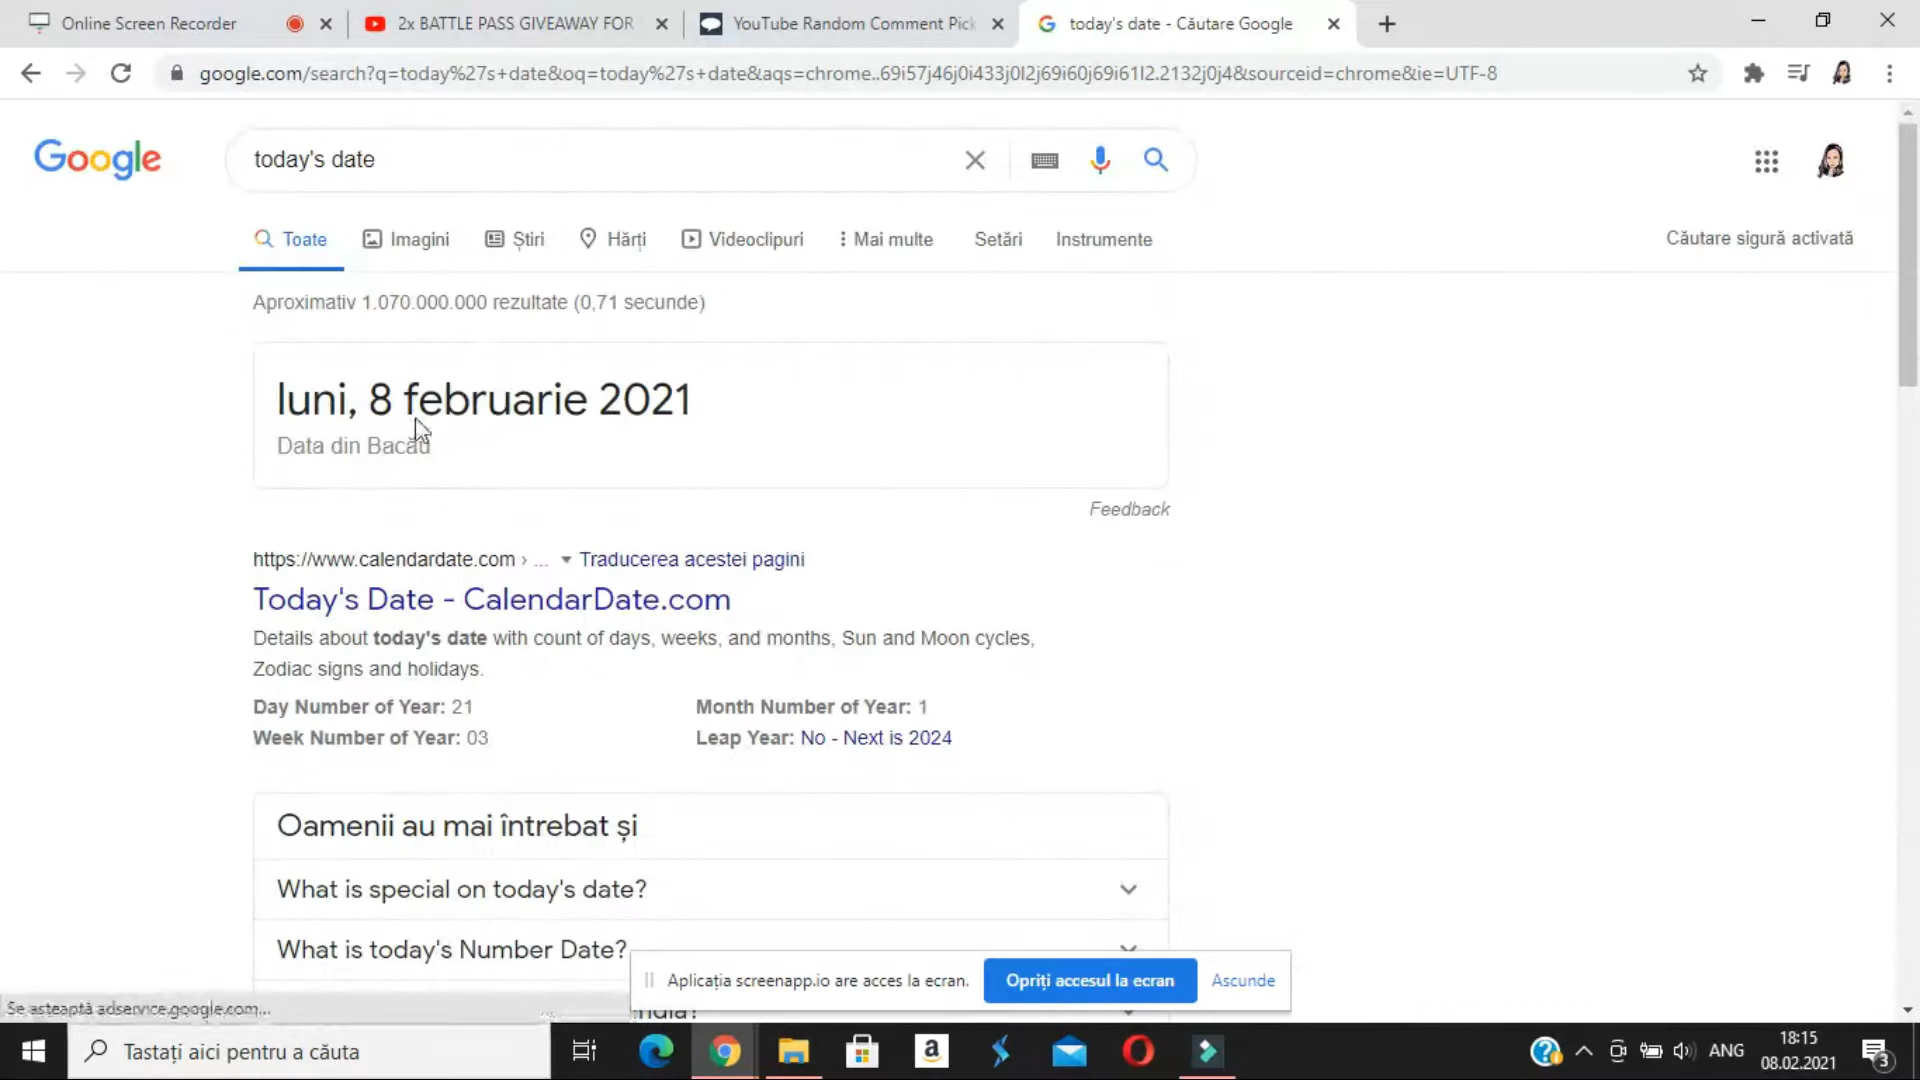 Online Screen Recorder
2x BATTLE PASS GIVEAWAY FOR
YouTube Random Comment Pick
today's date - Căutare Google
google.com/search?q=today%27s+date&oq=today%27s+date&aqs=chrome..69i57j46j0i433j0l2j69i60j69i61l2.2132j0j4&sourceid=chrome&ie=UTF-8
Google
today's date
Toate
Imagini
Știri
Hărți
Videoclipuri
Mai multe
Setări
Instrumente
Căutare sigură activată
Aproximativ 1.070.000.000 rezultate (0,71 secunde)
luni, 8 februarie 2021
Data din Bacău
Feedback
https://www.calendardate.com › ...
Traducerea acestei pagini
Today's Date - CalendarDate.com
Details about today's date with count of days, weeks, and months, Sun and Moon cycles,
Zodiac signs and holidays.
Day Number of Year: 21
Month Number of Year: 1
Week Number of Year: 03
Leap Year: No - Next is 2024
Oamenii au mai întrebat și
What is special on today's date?
What is today's Number Date?
Aplicația screenapp.io are acces la ecran.
Opriți accesul la ecran
Ascunde
Se așteaptă adservice.google.com...
Tastați aici pentru a căuta
ANG
18:15
08.02.2021
3